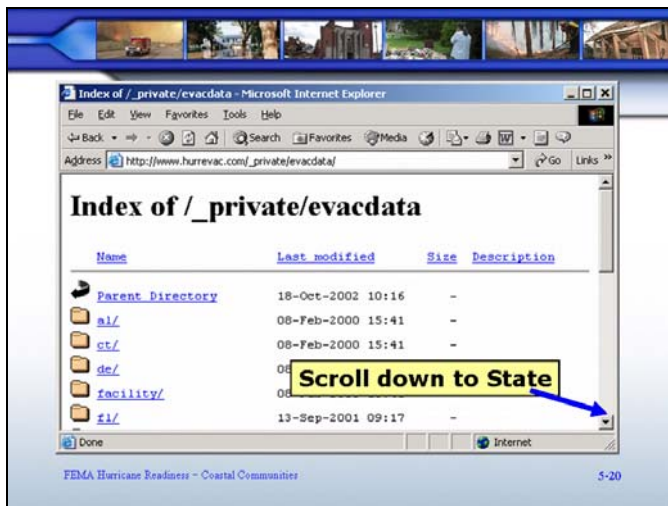 Index of /_private/evacdata - Microsoft Internet Explorer
File Edit View Favorites Tools Help
Back Search Favorites Media W
Address http://www.hurrevac.com/_private/evacdata/ Go Links »
Index of /_private/evacdata
Name Last modified Size Description
Parent Directory 18-Oct-2002 10:16 -
al/ 08-Feb-2000 15:41 -
ct/ 08-Feb-2000 15:41 -
de/
facility/
Scroll down to State
fl/ 13-Sep-2001 09:17 -
Done Internet
FEMA Hurricane Readiness - Coastal Communities 5-20